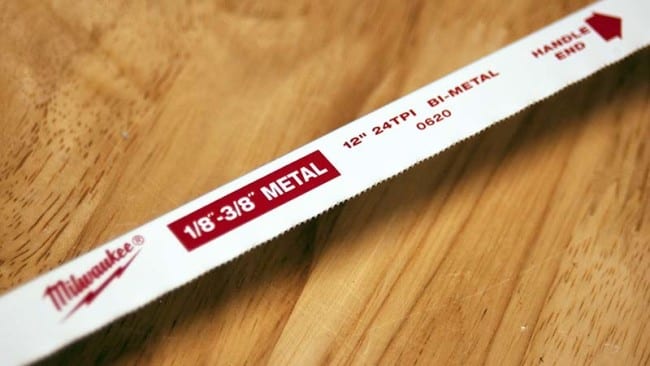 Milwaukee®
1/8"-3/8" METAL
12" 24TPI BI-METAL
0620
HANDLE
END